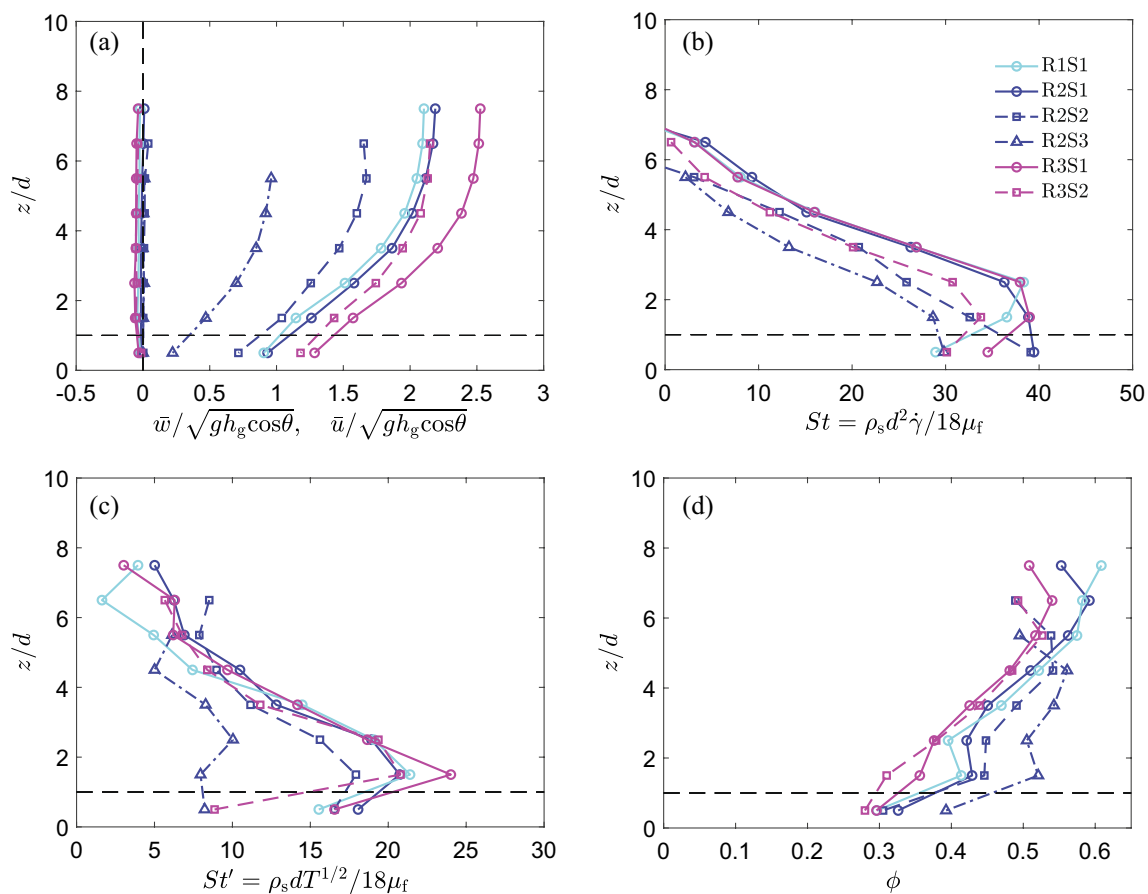 (a)
10
8
6
4
2
0
z/d
-0.5 0 0.5 1 1.5 2 2.5 3
w̄/√(gh_g cosθ), ū/√(gh_g cosθ)
(b)
10
8
6
4
2
0
z/d
R1S1
R2S1
R2S2
R2S3
R3S1
R3S2
0 10 20 30 40 50
St = ρ_s d² γ̇/18μ_f
(c)
10
8
6
4
2
0
z/d
0 5 10 15 20 25 30
St′ = ρ_s dT^{1/2}/18μ_f
(d)
10
8
6
4
2
0
z/d
0 0.1 0.2 0.3 0.4 0.5 0.6
ϕ